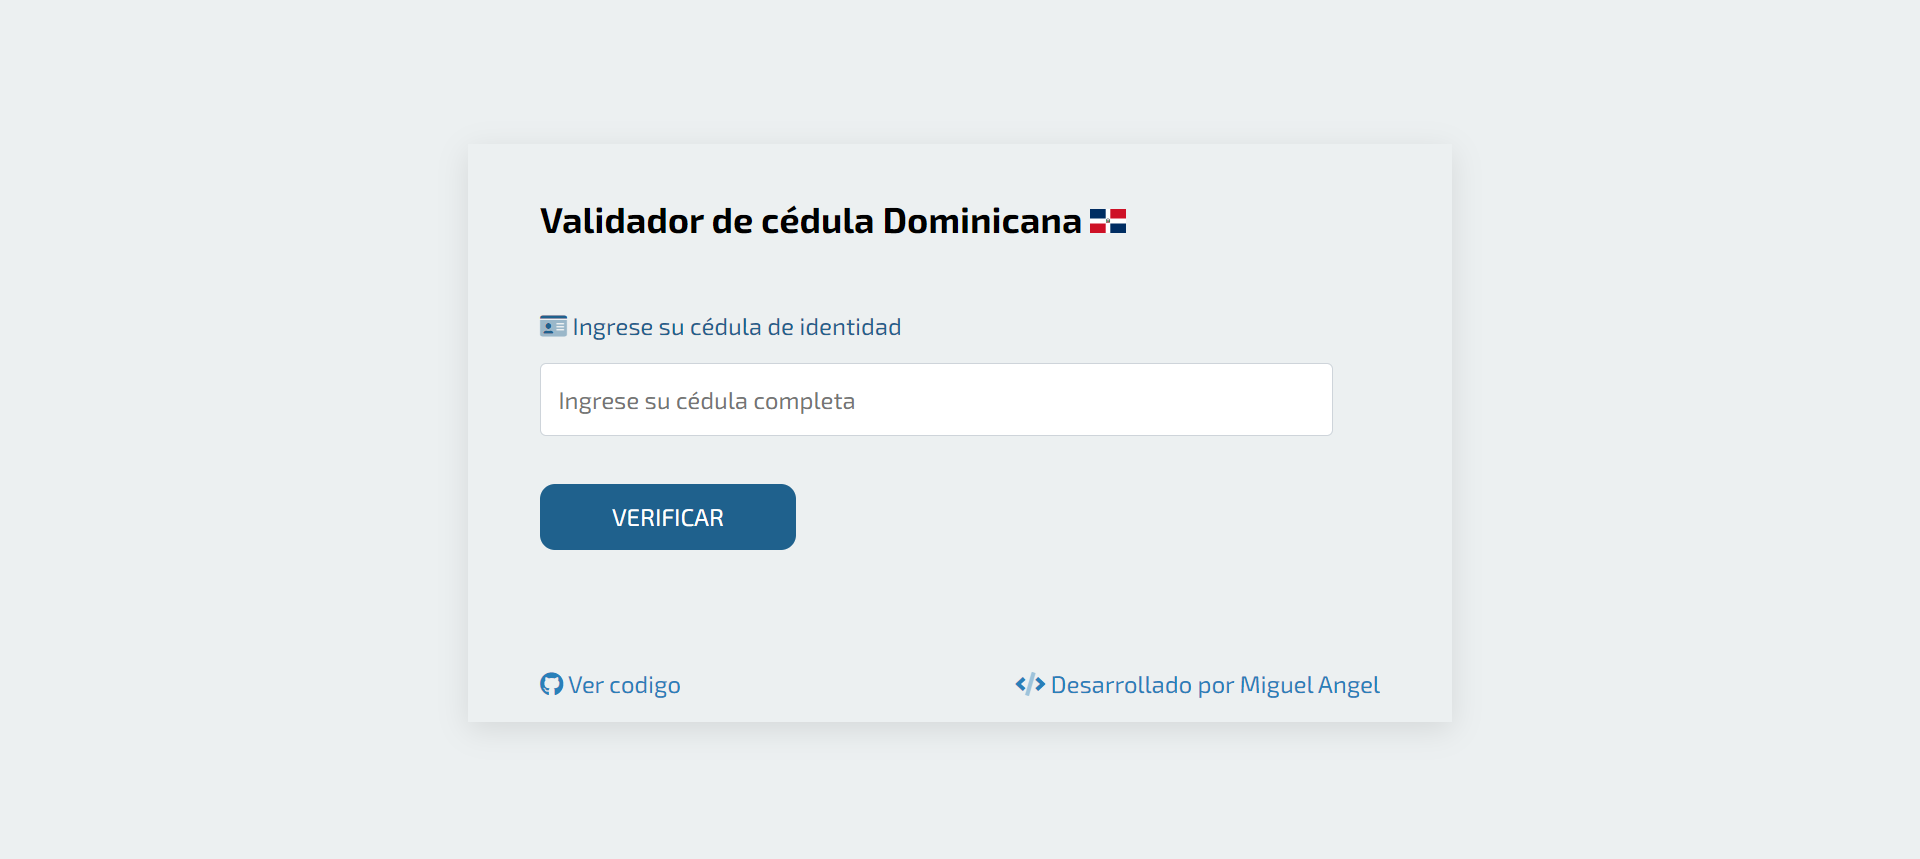 Validador de cédula Dominicana
Ingrese su cédula de identidad
Ingrese su cédula completa
VERIFICAR
Ver codigo
Desarrollado por Miguel Angel